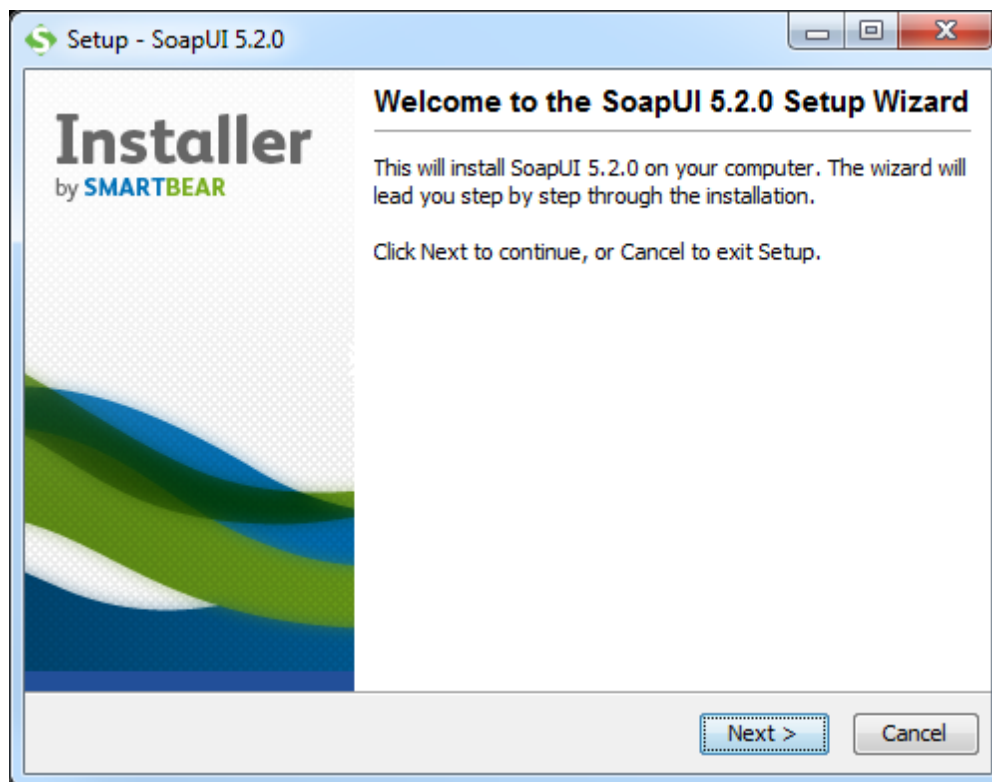 Setup - SoapUI 5.2.0
Installer
by SMARTBEAR
Welcome to the SoapUI 5.2.0 Setup Wizard
This will install SoapUI 5.2.0 on your computer. The wizard will
lead you step by step through the installation.
Click Next to continue, or Cancel to exit Setup.
Next >
Cancel